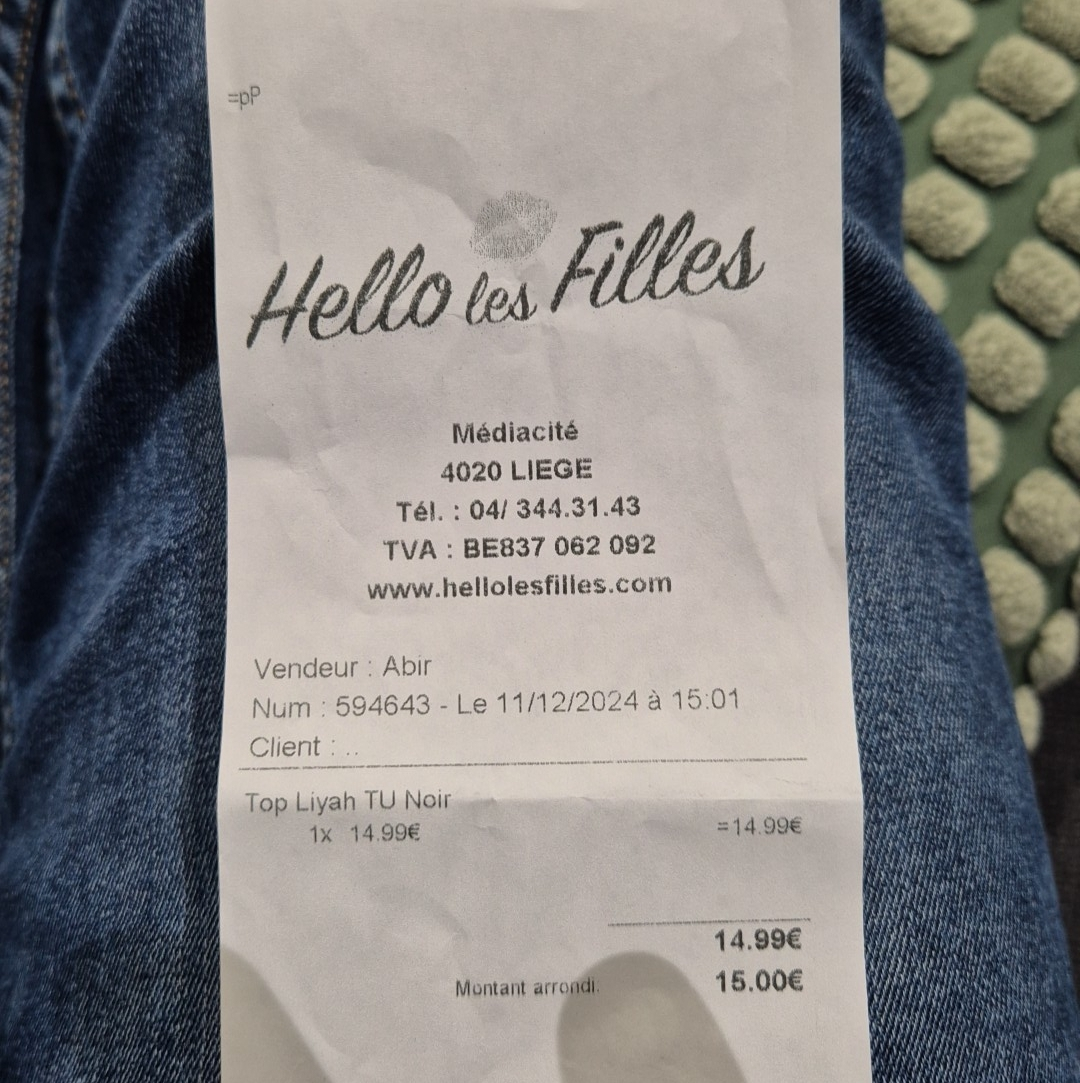 =pP
Hello les Filles
Médiacité
4020 LIEGE
Tél. : 04/ 344.31.43
TVA : BE837 062 092
www.hellolesfilles.com
Vendeur : Abir
Num : 594643 - Le 11/12/2024 à 15:01
Client : ..
Top Liyah TU Noir
1x 14.99€ =14.99€
14.99€
Montant arrondi: 15.00€